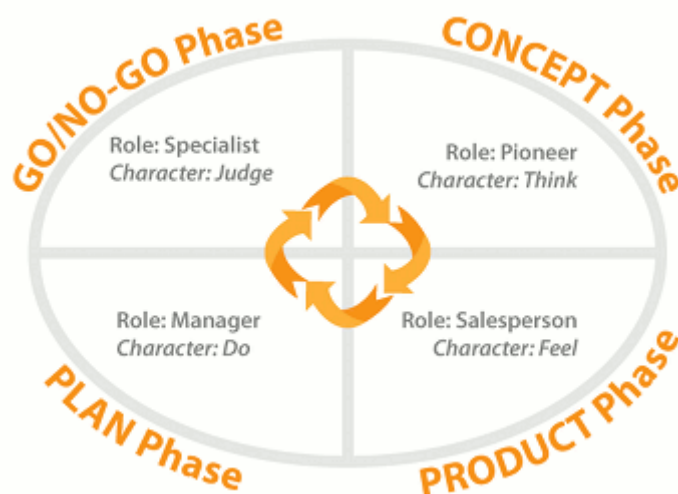 GO/NO-GO Phase
CONCEPT Phase
Role: Specialist
Character: Judge
Role: Pioneer
Character: Think
Role: Manager
Character: Do
Role: Salesperson
Character: Feel
PLAN Phase
PRODUCT Phase